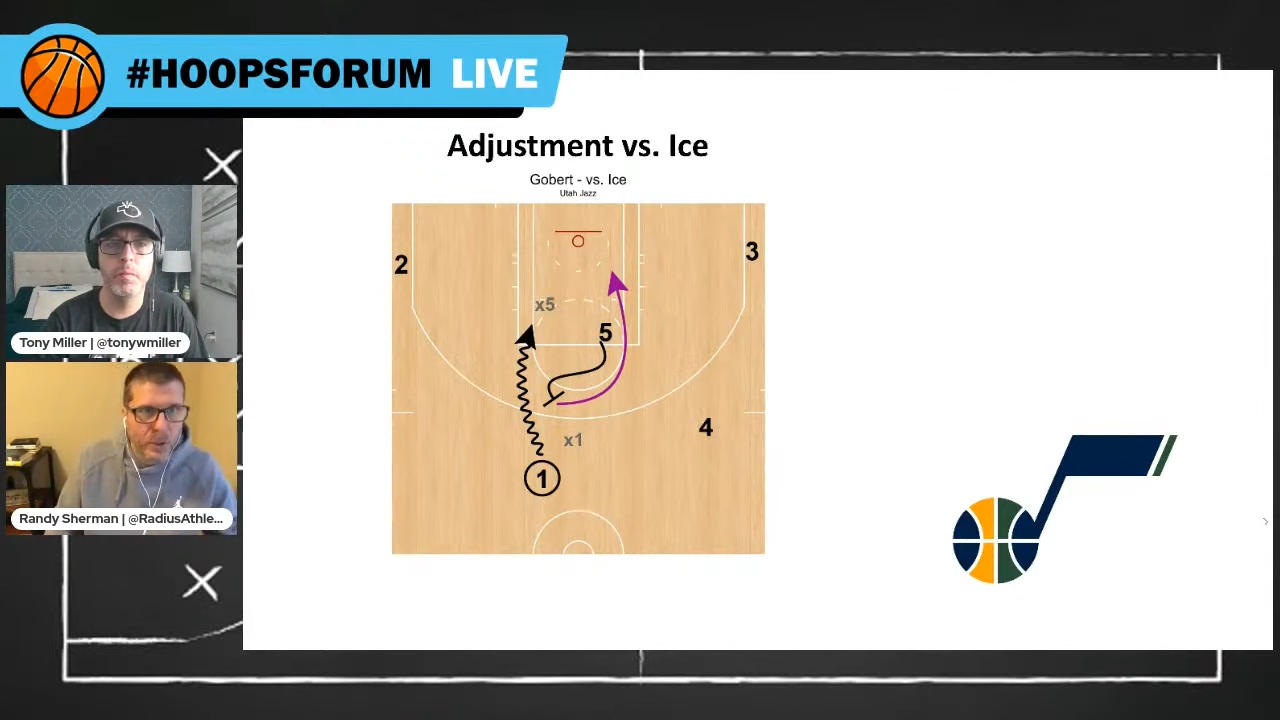 #HOOPSFORUM LIVE
Adjustment vs. Ice
Gobert - vs. Ice
Utah Jazz
2
3
x5
5
4
x1
1
Tony Miller | @tonywmiller
Randy Sherman | @RadiusAthle...